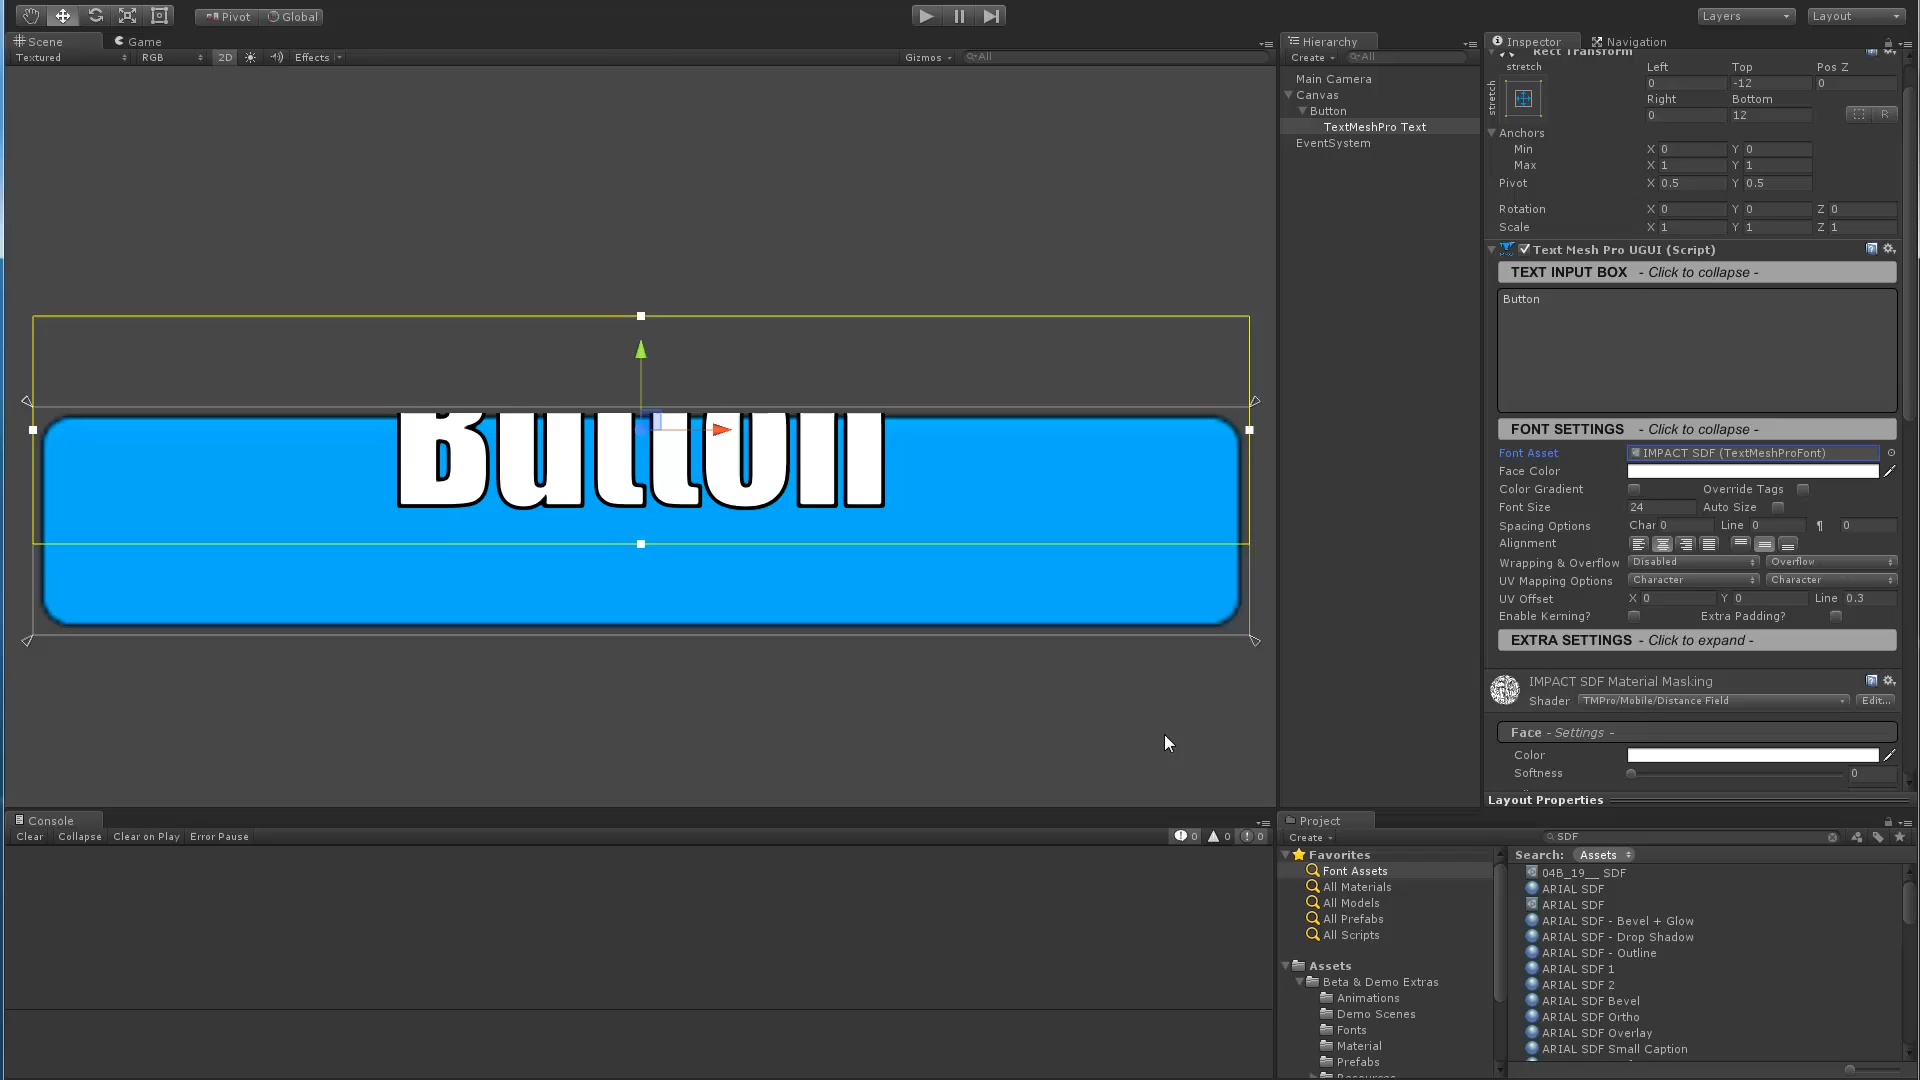 Pivot Global Layers Layout
Scene Game
Textured RGB 2D Effects Gizmos All
Button
Hierarchy
Create All
Main Camera
Canvas
Button
TextMeshPro Text
EventSystem
Inspector Navigation
Rect Transform
stretch Left Top Pos Z
stretch 0 -12 0
Right Bottom
0 12 R
Anchors
Min X 0 Y 0
Max X 1 Y 1
Pivot X 0.5 Y 0.5
Rotation X 0 Y 0 Z 0
Scale X 1 Y 1 Z 1
Text Mesh Pro UGUI (Script)
TEXT INPUT BOX - Click to collapse -
Button
FONT SETTINGS - Click to collapse -
Font Asset IMPACT SDF (TextMeshProFont)
Face Color
Color Gradient Override Tags
Font Size 24 Auto Size
Spacing Options Char 0 Line 0 ¶ 0
Alignment
Wrapping & Overflow Disabled Overflow
UV Mapping Options Character Character
UV Offset X 0 Y 0 Line 0.3
Enable Kerning? Extra Padding?
EXTRA SETTINGS - Click to expand -
IMPACT SDF Material Masking
Shader TMPro/Mobile/Distance Field Edit...
Face - Settings -
Color
Softness 0
Layout Properties
Console
Clear Collapse Clear on Play Error Pause 0 0 0
Project
Create SDF
Favorites
Font Assets
All Materials
All Models
All Prefabs
All Scripts
Assets
Beta & Demo Extras
Animations
Demo Scenes
Fonts
Material
Prefabs
Resources
Search: Assets
04B_19__ SDF
ARIAL SDF
ARIAL SDF
ARIAL SDF - Bevel + Glow
ARIAL SDF - Drop Shadow
ARIAL SDF - Outline
ARIAL SDF 1
ARIAL SDF 2
ARIAL SDF Bevel
ARIAL SDF Ortho
ARIAL SDF Overlay
ARIAL SDF Small Caption